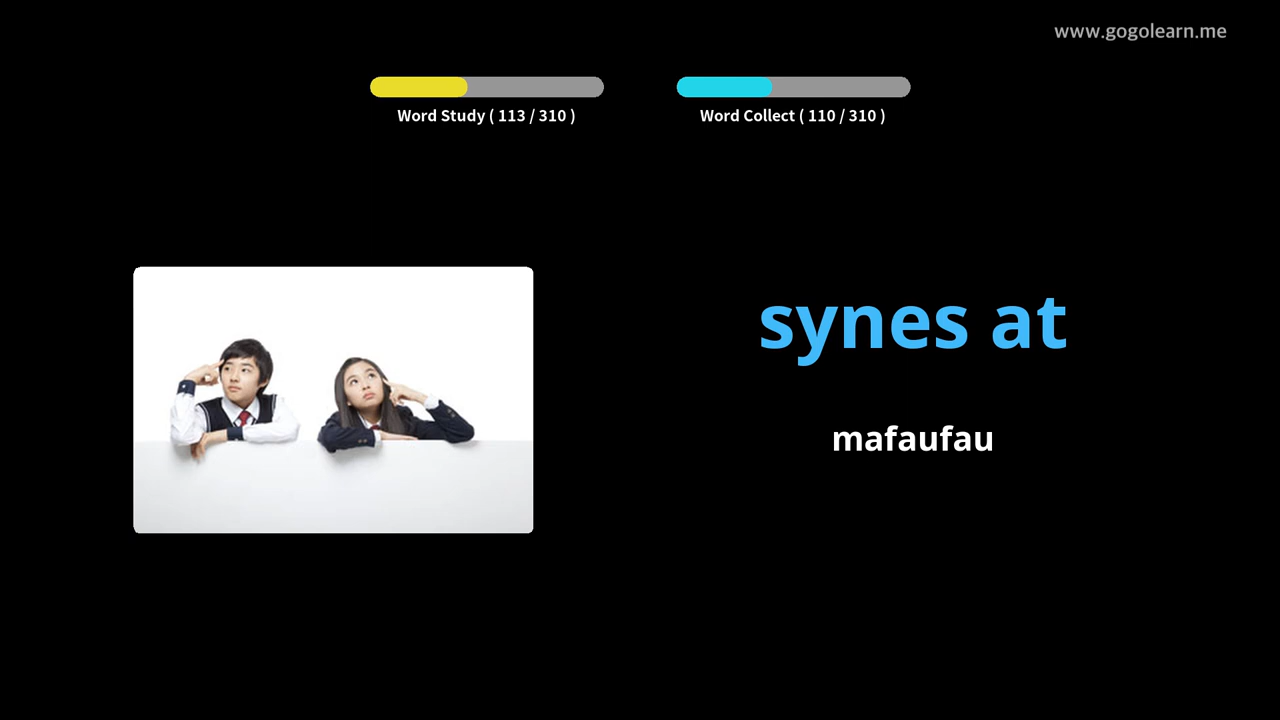 www.gogolearn.me
Word Study ( 113 / 310 )
Word Collect ( 110 / 310 )
synes at
mafaufau